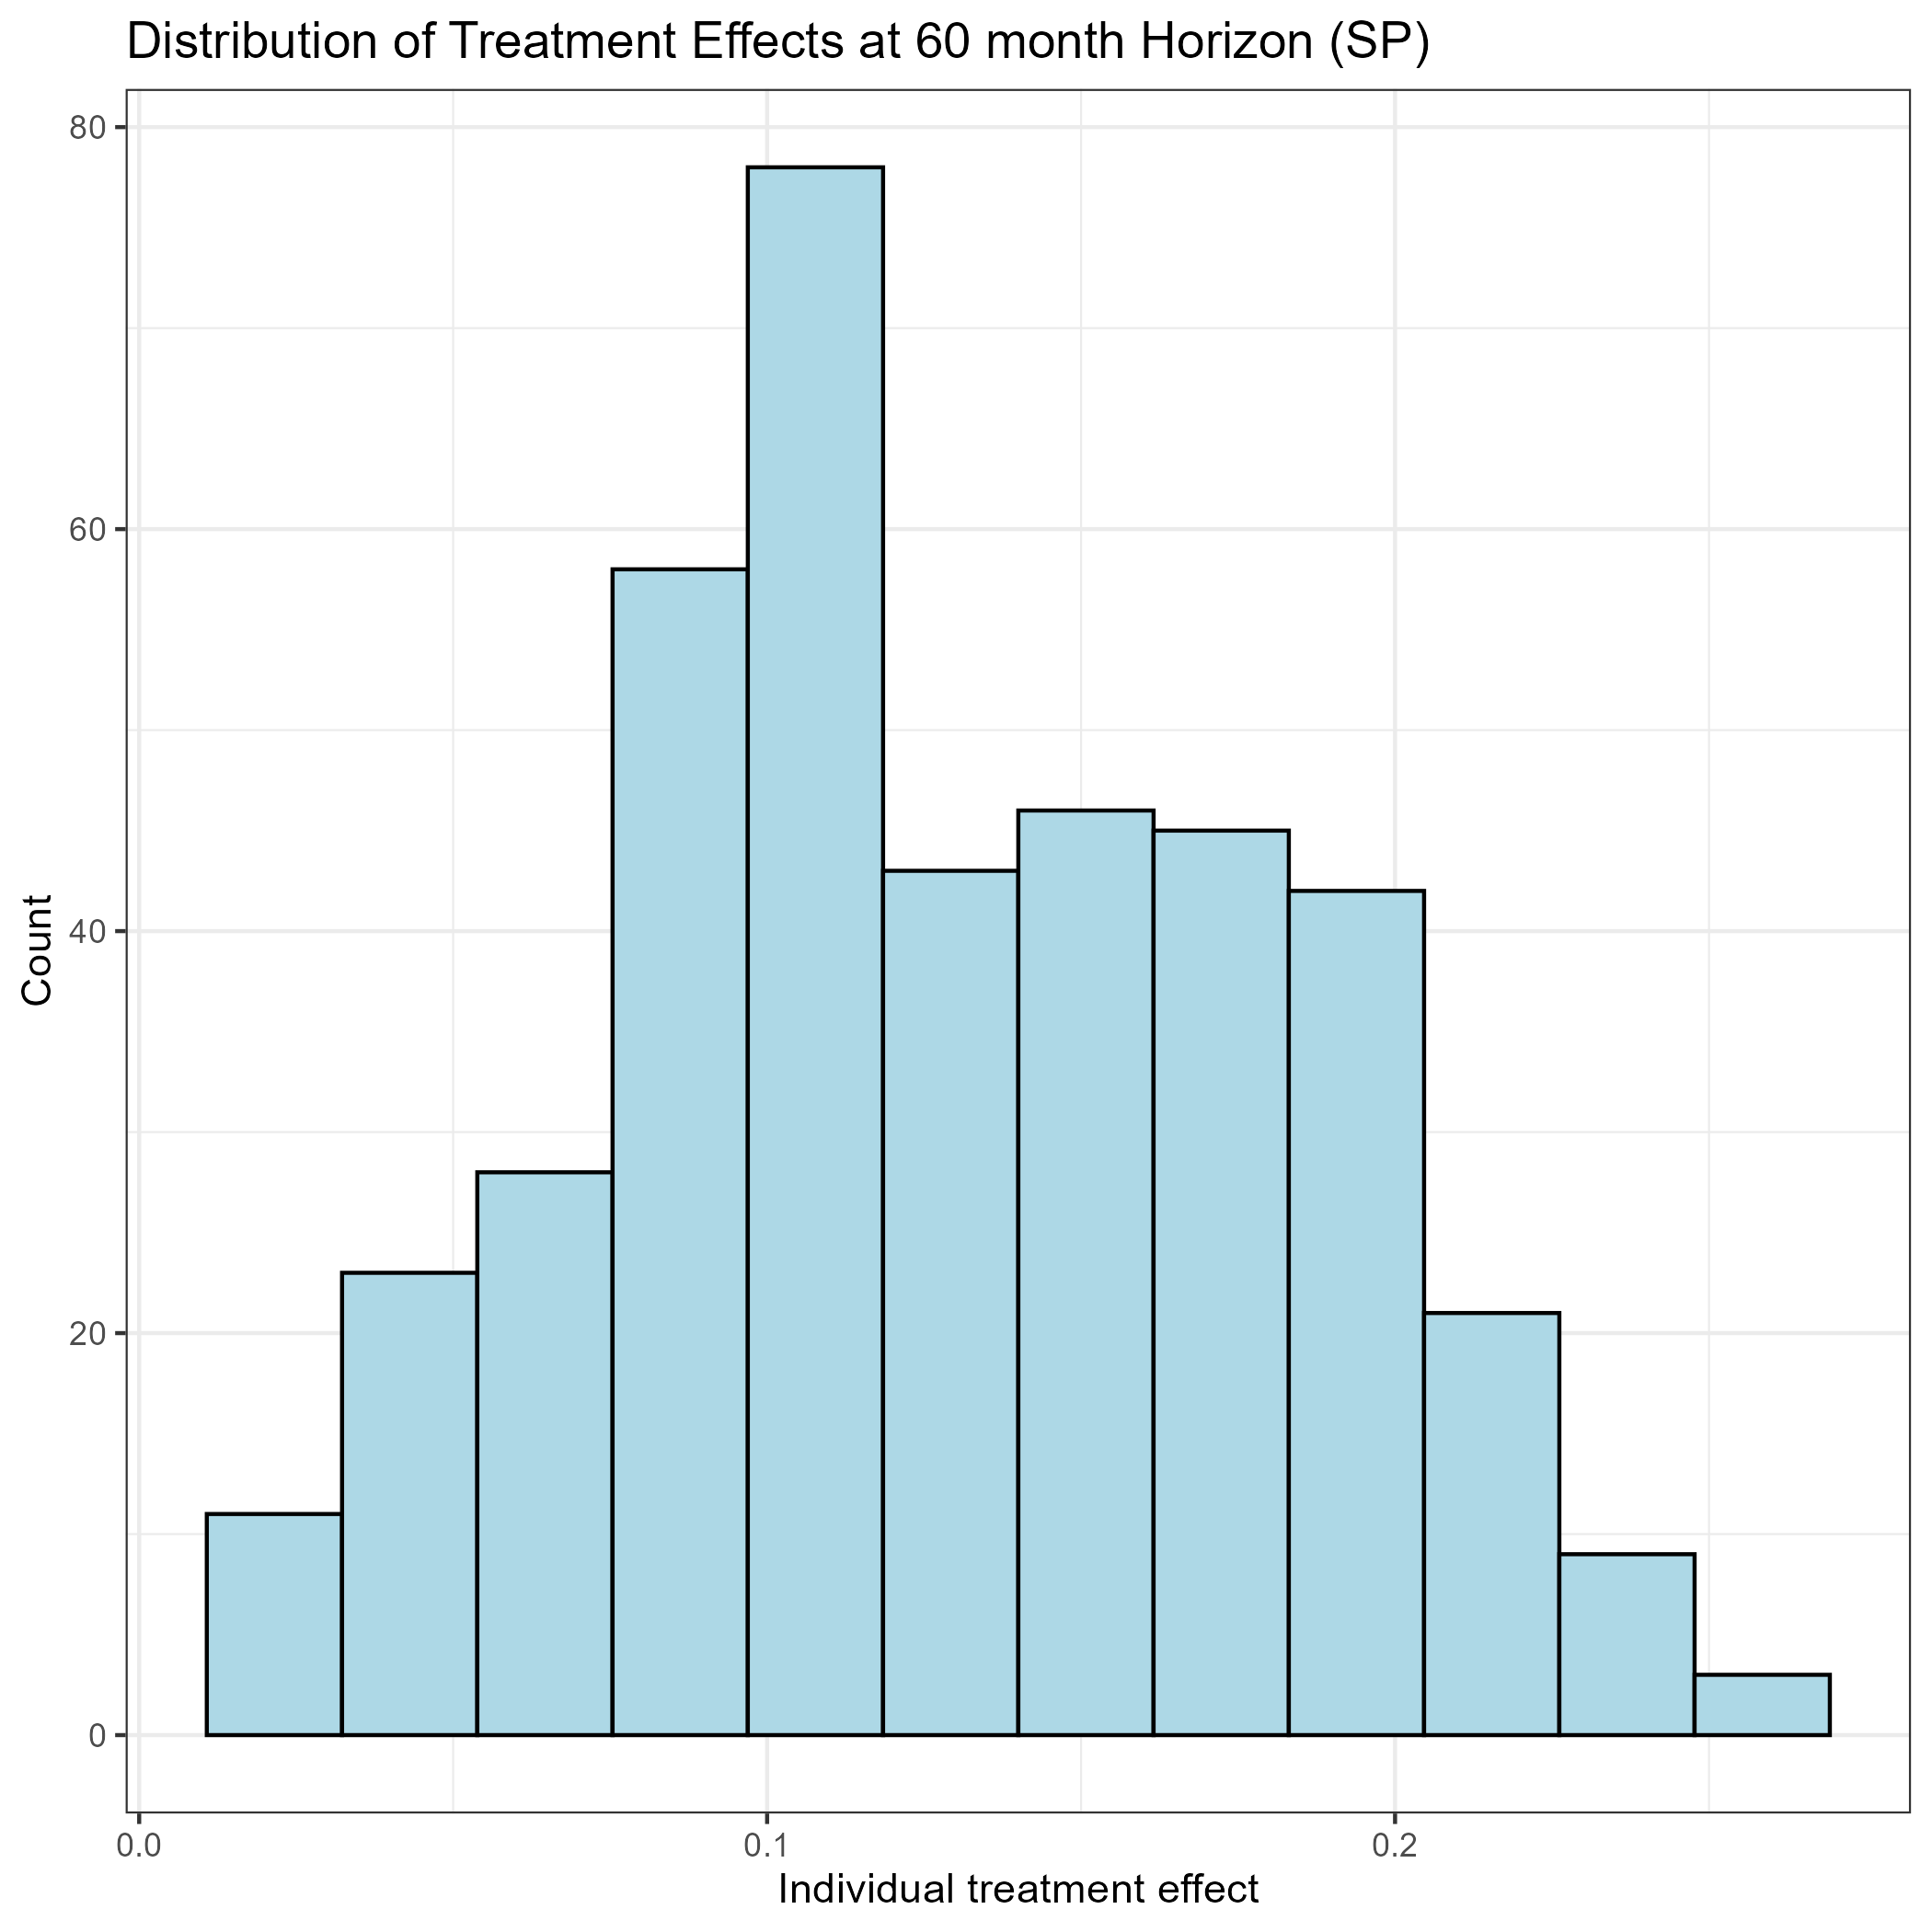 Distribution of Treatment Effects at 60 month Horizon (SP)
80
60
40
20
0
Count
0.0 0.1 0.2
Individual treatment effect